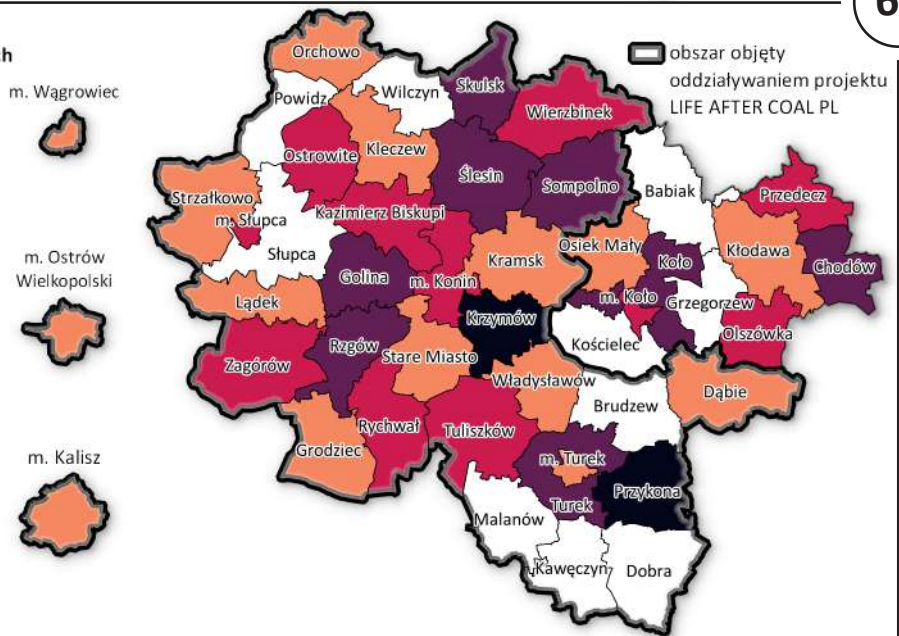 6
ch
m. Wągrowiec
m. Ostrów
Wielkopolski
m. Kalisz
obszar objęty
oddziaływaniem projektu
LIFE AFTER COAL PL
Orchowo
Skulsk
Wilczyn
Powidz
Wierzbinek
Kleczew
Ostrowite
Ślesin
Sompolno
Babiak
Przedecz
Strzałkowo
m. Słupca
Kazimierz Biskupi
Słupca
Kramsk
Osiek Mały
Koło
Kłodawa
Chodów
Golina
m. Konin
m. Koło
Grzegorzew
Lądek
Krzymów
Kościelec
Olszówka
Rzgów
Stare Miasto
Zagórów
Władysławów
Brudzew
Dąbie
Rychwał
Tuliszków
Grodziec
m. Turek
Przykona
Turek
Malanów
Kawęczyn
Dobra